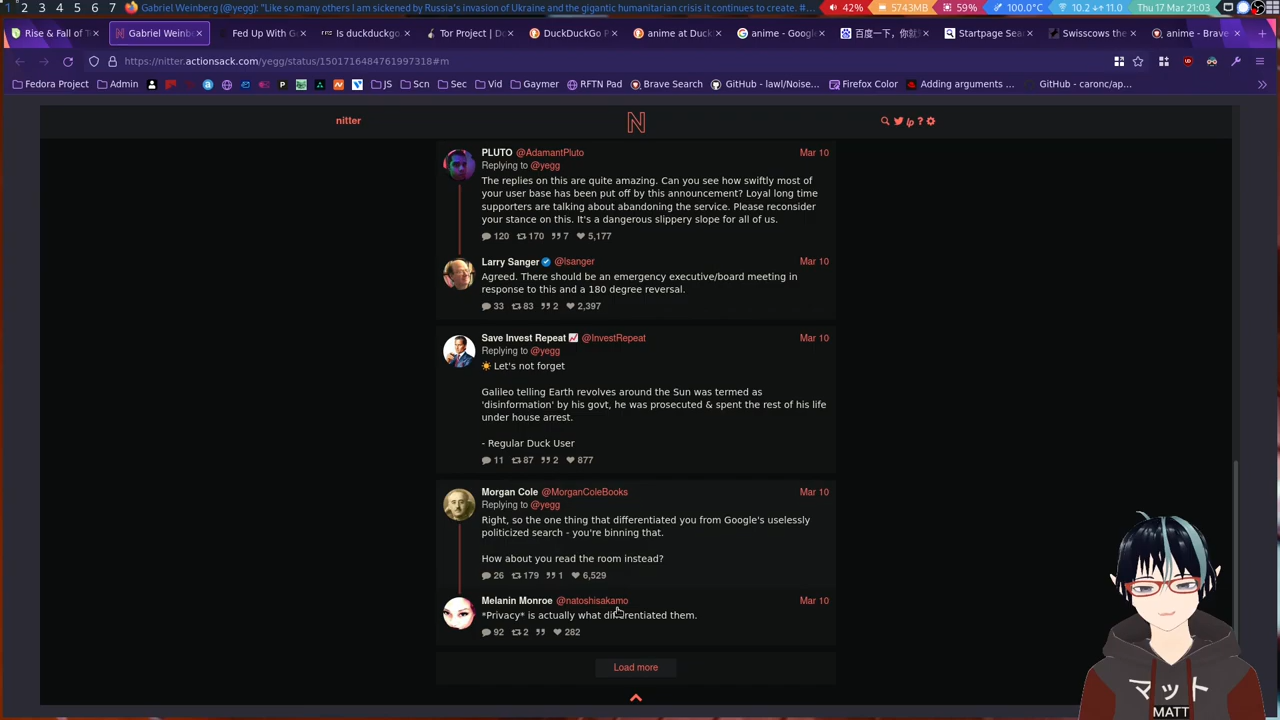 1 2 3 4 5 6 7 Gabriel Weinberg (@yegg): "Like so many others I am sickened by Russia's invasion of Ukraine and the gigantic humanitarian crisis it continues to create. #... 42% 5743MB 59% 100.0°C 10.2 ↓↑ 11.0 Thu 17 Mar 21:03
Rise & Fall of T
Gabriel Weinb
Fed Up With Go
Is duckduckgo
Tor Project | Do
DuckDuckGo P
anime at Duck
anime - Google
百度一下，你就
Startpage Sea
Swisscows the
anime - Brave
https://nitter.actionsack.com/yegg/status/1501716484761997318#m
Fedora Project Admin JS Scn Vid Gaymer RFTN Pad Brave Search GitHub - lawl/Noise... Firefox Color Adding arguments ... GitHub - caronc/ap...
nitter
PLUTO @AdamantPluto Mar 10
Replying to @yegg
The replies on this are quite amazing. Can you see how swiftly most of
your user base has been put off by this announcement? Loyal long time
supporters are talking about abandoning the service. Please reconsider
your stance on this. It's a dangerous slippery slope for all of us.
120 170 7 5,177
Larry Sanger @lsanger Mar 10
Agreed. There should be an emergency executive/board meeting in
response to this and a 180 degree reversal.
33 83 2 2,397
Save Invest Repeat @InvestRepeat Mar 10
Replying to @yegg
Let's not forget
Galileo telling Earth revolves around the Sun was termed as
'disinformation' by his govt, he was prosecuted & spent the rest of his life
under house arrest.
- Regular Duck User
11 87 2 877
Morgan Cole @MorganColeBooks Mar 10
Replying to @yegg
Right, so the one thing that differentiated you from Google's uselessly
politicized search - you're binning that.
How about you read the room instead?
26 179 1 6,529
Melanin Monroe @natoshisakamo Mar 10
*Privacy* is actually what differentiated them.
92 2 282
Load more
マット
MATT